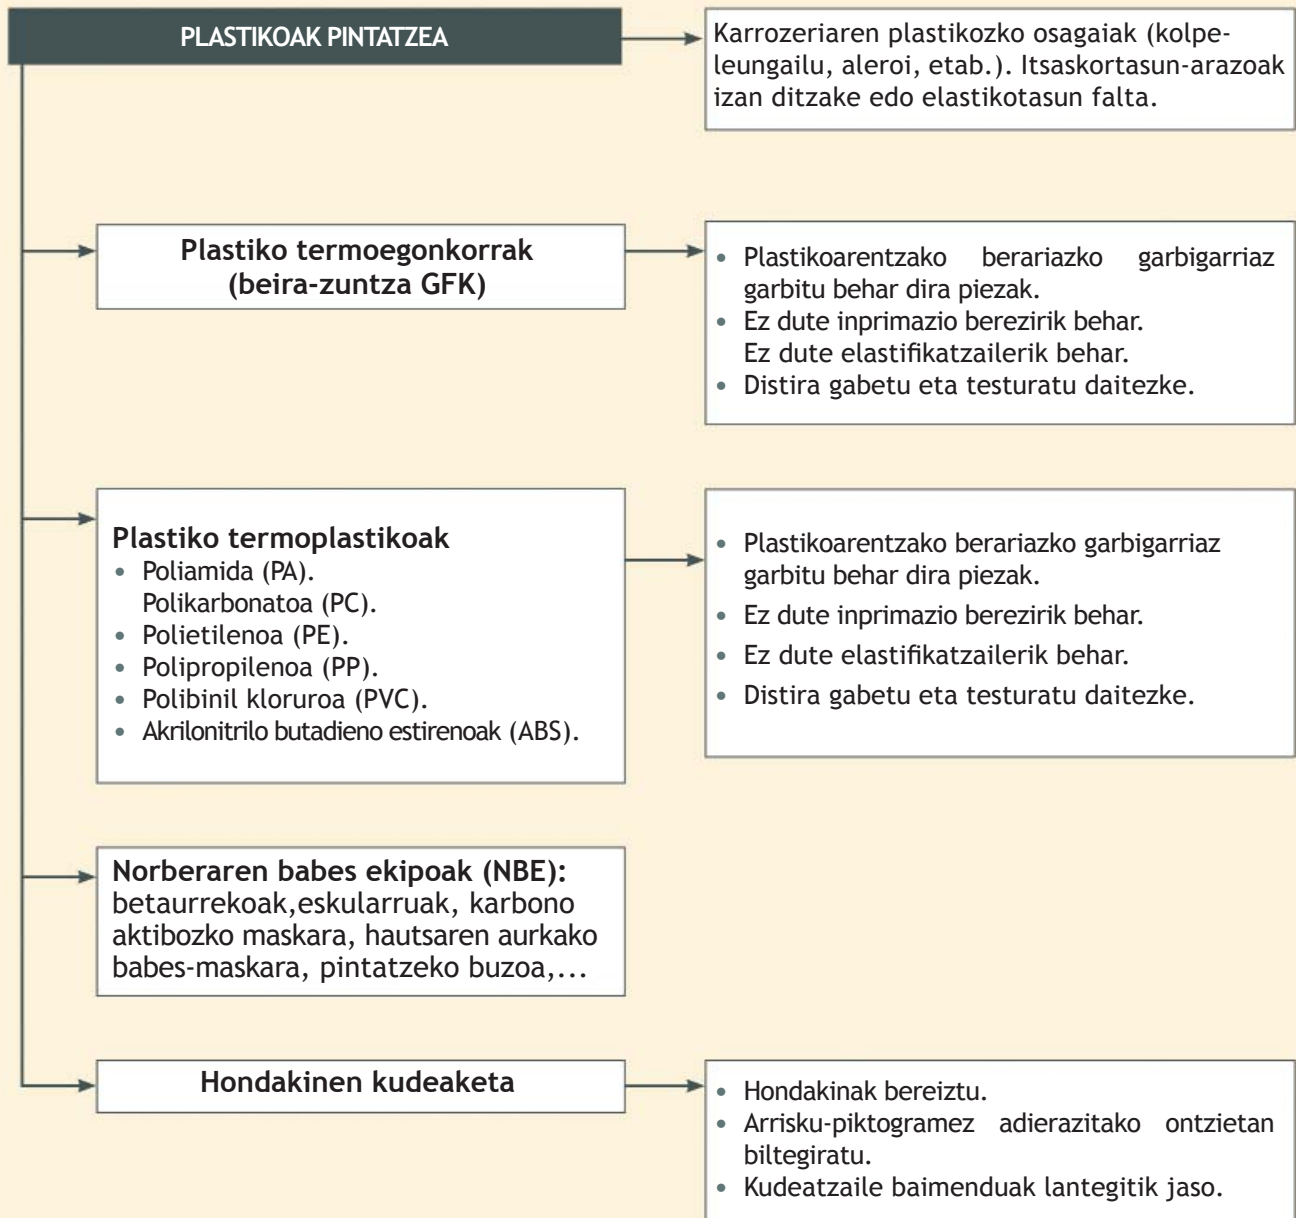 PLASTIKOAK PINTATZEA
Karrozeriaren plastikozko osagaiak (kolpe-
leungailu, aleroi, etab.). Itsaskortasun-arazoak
izan ditzake edo elastikotasun falta.
Plastiko termoegonkorrak
(beira-zuntza GFK)
• Plastikoarentzako berariazko garbigarriaz
garbitu behar dira piezak.
• Ez dute inprimazio berezirik behar.
Ez dute elastifikatzailerik behar.
• Distira gabetu eta testuratu daitezke.
Plastiko termoplastikoak
• Poliamida (PA).
Polikarbonatoa (PC).
• Polietilenoa (PE).
• Polipropilenoa (PP).
• Polibinil kloruroa (PVC).
• Akrilonitrilo butadieno estirenoak (ABS).
• Plastikoarentzako berariazko garbigarriaz
garbitu behar dira piezak.
• Ez dute inprimazio berezirik behar.
• Ez dute elastifikatzailerik behar.
• Distira gabetu eta testuratu daitezke.
Norberaren babes ekipoak (NBE):
betaurrekoak,eskularruak, karbono
aktibozko maskara, hautsaren aurkako
babes-maskara, pintatzeko buzoa,...
Hondakinen kudeaketa
• Hondakinak bereiztu.
• Arrisku-piktogramez adierazitako ontzietan
biltegiratu.
• Kudeatzaile baimenduak lantegitik jaso.